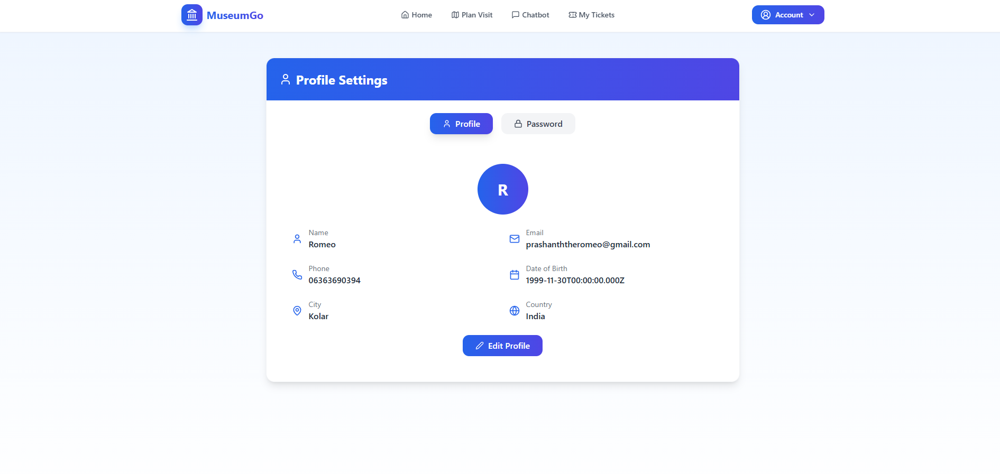 MuseumGo
Home
Plan Visit
Chatbot
My Tickets
Account
Profile Settings
Profile
Password
R
Name
Romeo
Email
prashanththeromeo@gmail.com
Phone
06363690394
Date of Birth
1999-11-30T00:00:00.000Z
City
Kolar
Country
India
Edit Profile